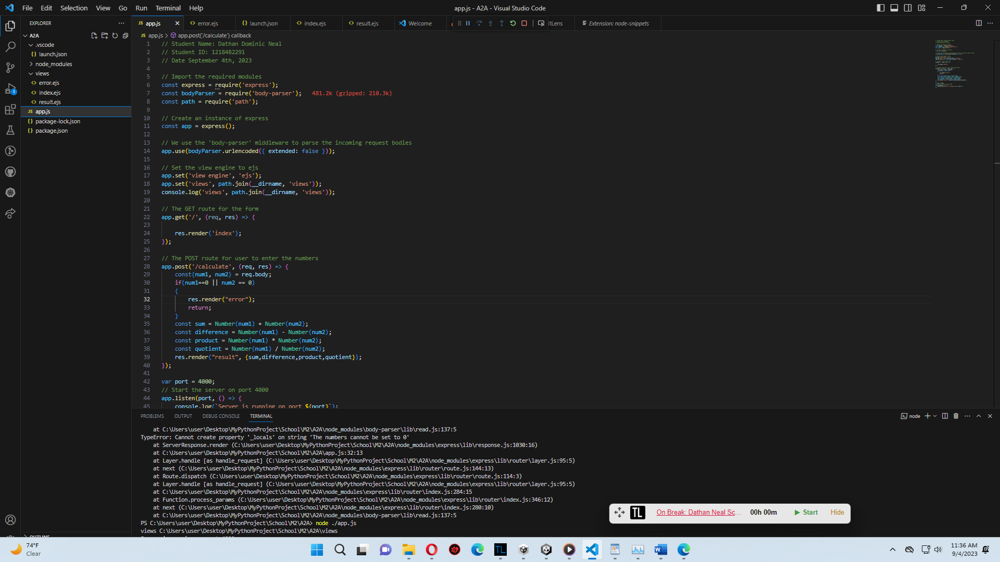 File Edit Selection View Go Run Terminal Help
app.js - A2A - Visual Studio Code
EXPLORER
A2A
.vscode
launch.json
node_modules
views
error.ejs
index.ejs
result.ejs
app.js
package-lock.json
package.json
app.js error.ejs launch.json index.ejs result.ejs Welcome itLens Extension: node-snippets
JS app.js > app.post('/calculate') callback
1 // Student Name: Dathan Dominic Neal
2 // Student ID: 1218482291
3 // Date September 4th, 2023
4
5 // Import the required modules
6 const express = require('express');
7 const bodyParser = require('body-parser'); 481.2k (gzipped: 210.3k)
8 const path = require('path');
9
10 // Create an instance of express
11 const app = express();
12
13 // We use the 'body-parser' middleware to parse the incoming request bodies
14 app.use(bodyParser.urlencoded({ extended: false }));
15
16 // Set the view engine to ejs
17 app.set('view engine', 'ejs');
18 app.set('views', path.join(__dirname, 'views'));
19 console.log('views', path.join(__dirname, 'views'));
20
21 // The GET route for the form
22 app.get('/', (req, res) => {
23
24 res.render('index');
25 });
26
27 // The POST route for user to enter the numbers
28 app.post('/calculate', (req, res) => {
29 const{num1, num2} = req.body;
30 if(num1==0 || num2 == 0)
31 {
32 res.render("error");
33 return;
34 }
35 const sum = Number(num1) + Number(num2);
36 const difference = Number(num1) - Number(num2);
37 const product = Number(num1) * Number(num2);
38 const quotient = Number(num1) / Number(num2);
39 res.render("result", {sum,difference,product,quotient});
40 });
41
42 var port = 4000;
43 // Start the server on port 4000
44 app.listen(port, () => {
45 console.log(`Server is running on port ${port}`);
PROBLEMS OUTPUT DEBUG CONSOLE TERMINAL
node
at C:\Users\user\Desktop\MyPythonProject\School\M2\A2A\node_modules\body-parser\lib\read.js:137:5
TypeError: Cannot create property '_locals' on string 'The numbers cannot be set to 0'
at ServerResponse.render (C:\Users\user\Desktop\MyPythonProject\School\M2\A2A\node_modules\express\lib\response.js:1030:16)
at C:\Users\user\Desktop\MyPythonProject\School\M2\A2A\app.js:32:13
at Layer.handle [as handle_request] (C:\Users\user\Desktop\MyPythonProject\School\M2\A2A\node_modules\express\lib\router\layer.js:95:5)
at next (C:\Users\user\Desktop\MyPythonProject\School\M2\A2A\node_modules\express\lib\router\route.js:144:13)
at Route.dispatch (C:\Users\user\Desktop\MyPythonProject\School\M2\A2A\node_modules\express\lib\router\route.js:114:3)
at Layer.handle [as handle_request] (C:\Users\user\Desktop\MyPythonProject\School\M2\A2A\node_modules\express\lib\router\layer.js:95:5)
at C:\Users\user\Desktop\MyPythonProject\School\M2\A2A\node_modules\express\lib\router\index.js:284:15
at Function.process_params (C:\Users\user\Desktop\MyPythonProject\School\M2\A2A\node_modules\express\lib\router\index.js:346:12)
at next (C:\Users\user\Desktop\MyPythonProject\School\M2\A2A\node_modules\express\lib\router\index.js:280:10)
at C:\Users\user\Desktop\MyPythonProject\School\M2\A2A\node_modules\body-parser\lib\read.js:137:5
PS C:\Users\user\Desktop\MyPythonProject\School\M2\A2A> node ./app.js
views C:\Users\user\Desktop\MyPythonProject\School\M2\A2A\views
OUTLINE
TL On Break: Dathan Neal Sc... 00h 00m Start Hide
74°F
Clear
11:36 AM
9/4/2023